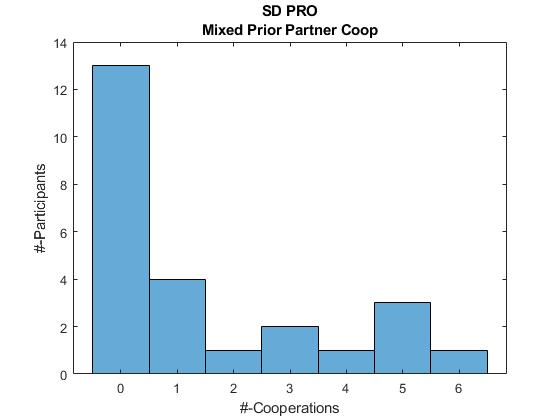 SD PRO
Mixed Prior Partner Coop
14
12
10
8
6
4
2
0
#-Participants
0 1 2 3 4 5 6
#-Cooperations